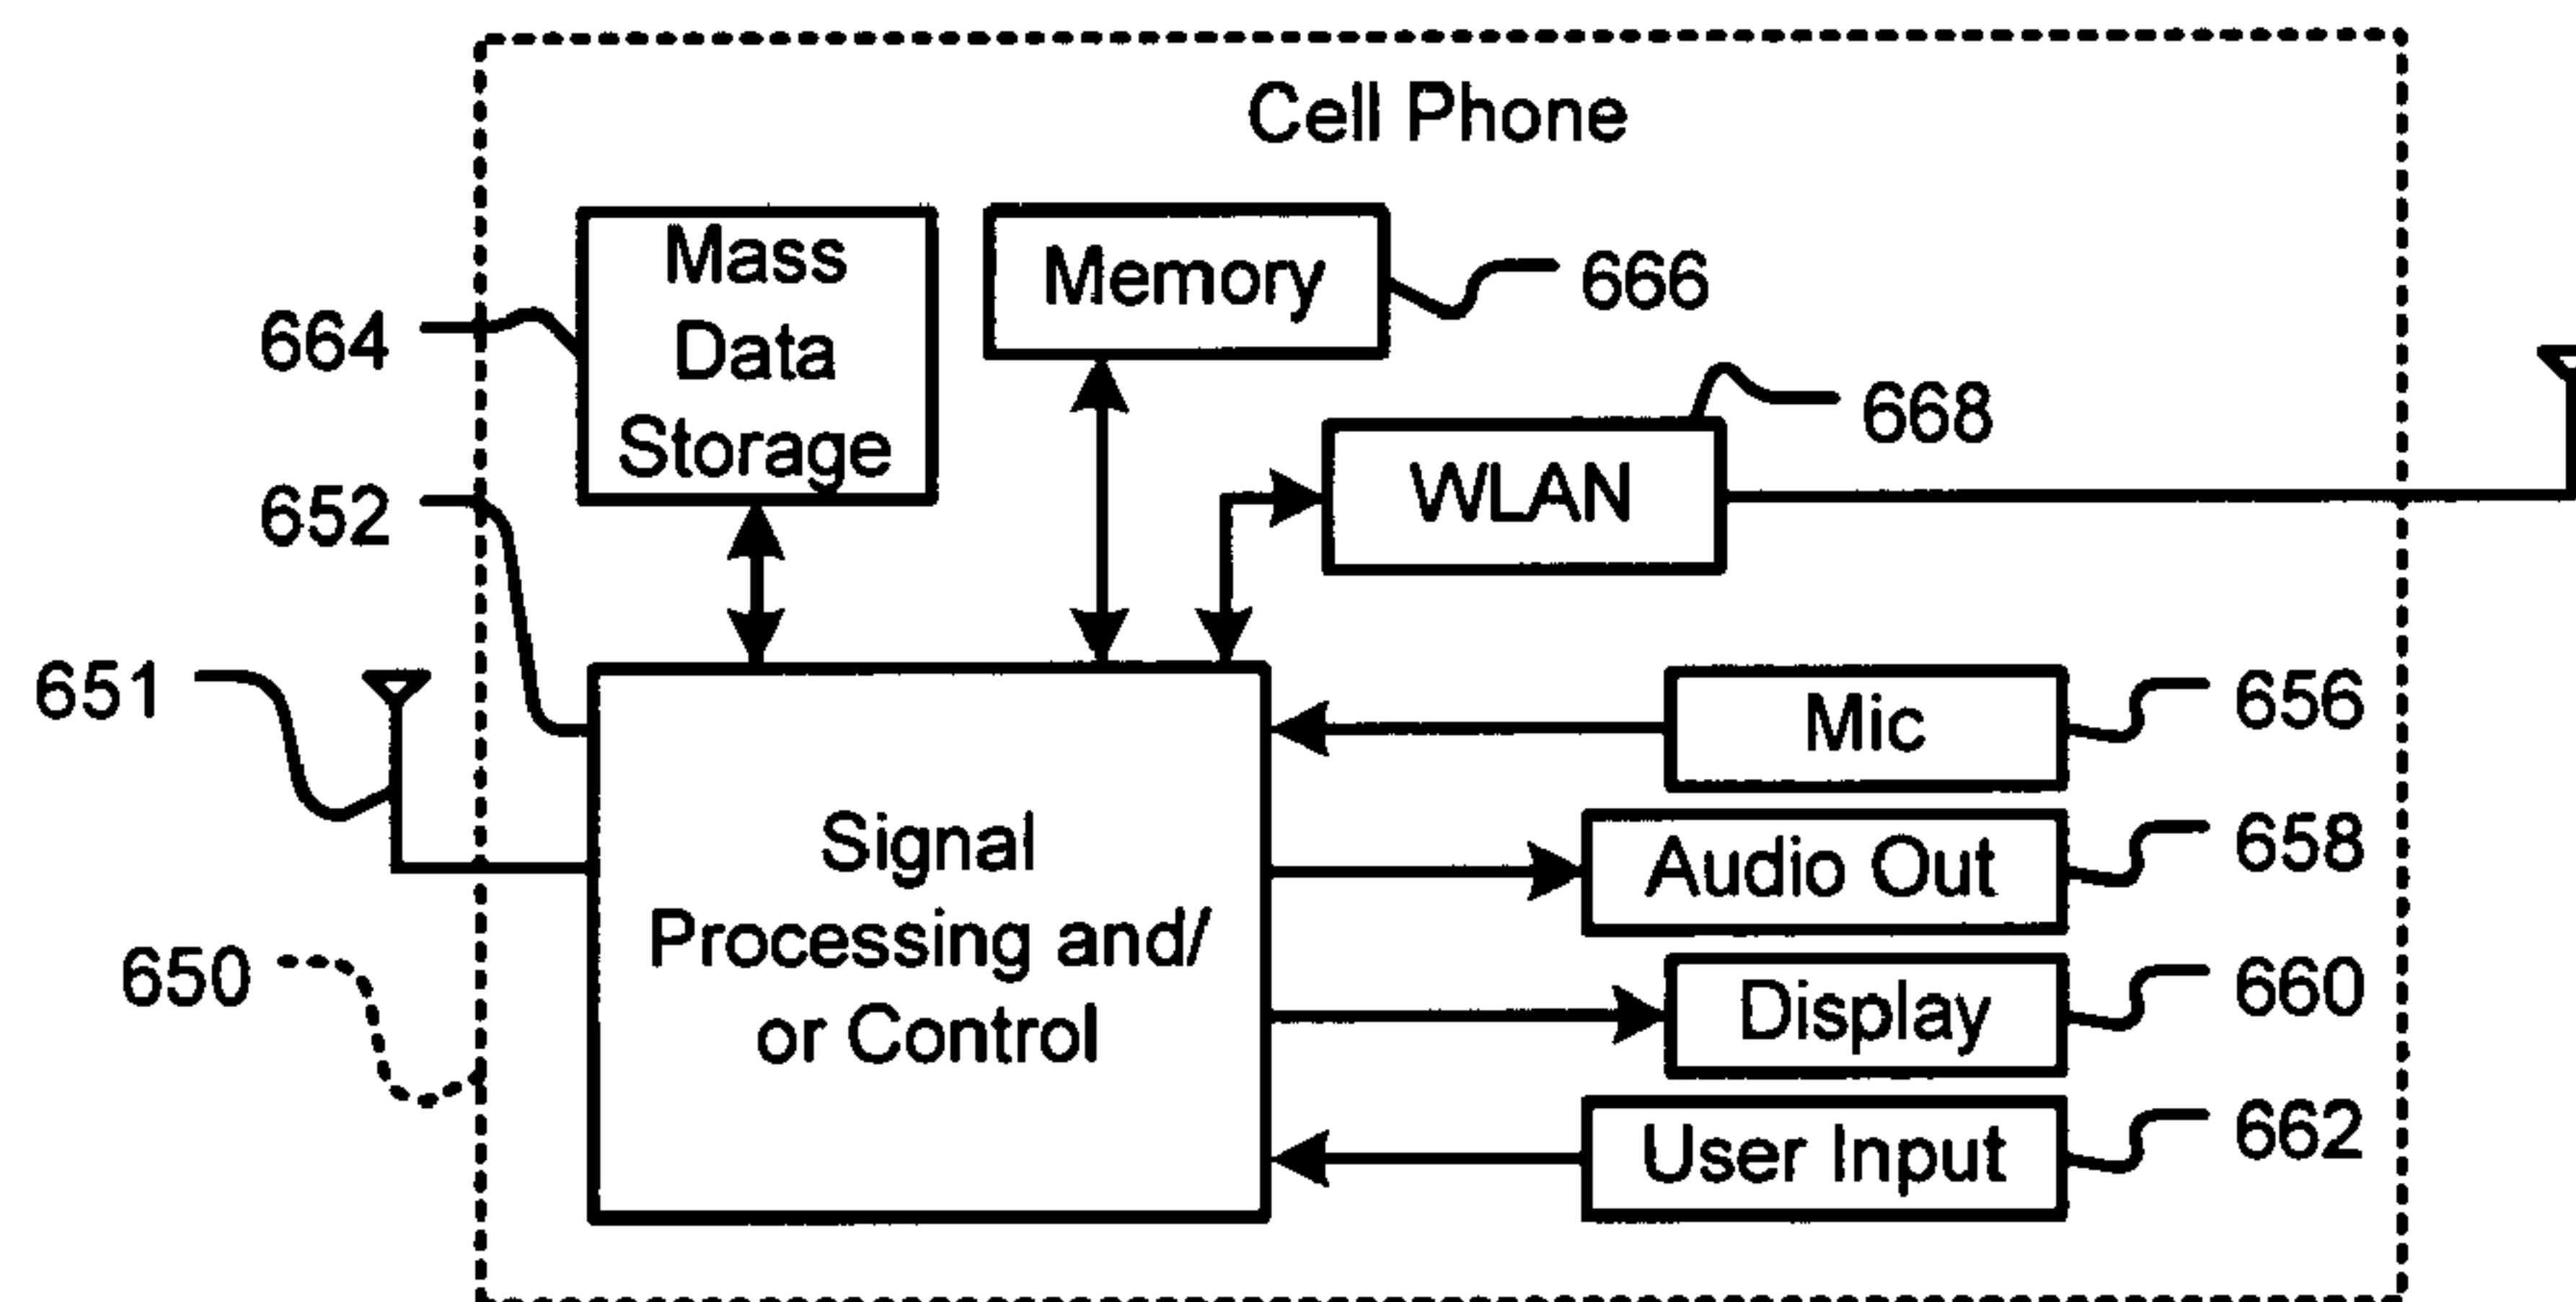 Cell Phone
Mass
Data
Storage
Memory
666
664
668
WLAN
652
651
Mic
656
Signal
Processing and/
or Control
Audio Out
658
650
Display
660
User Input
662